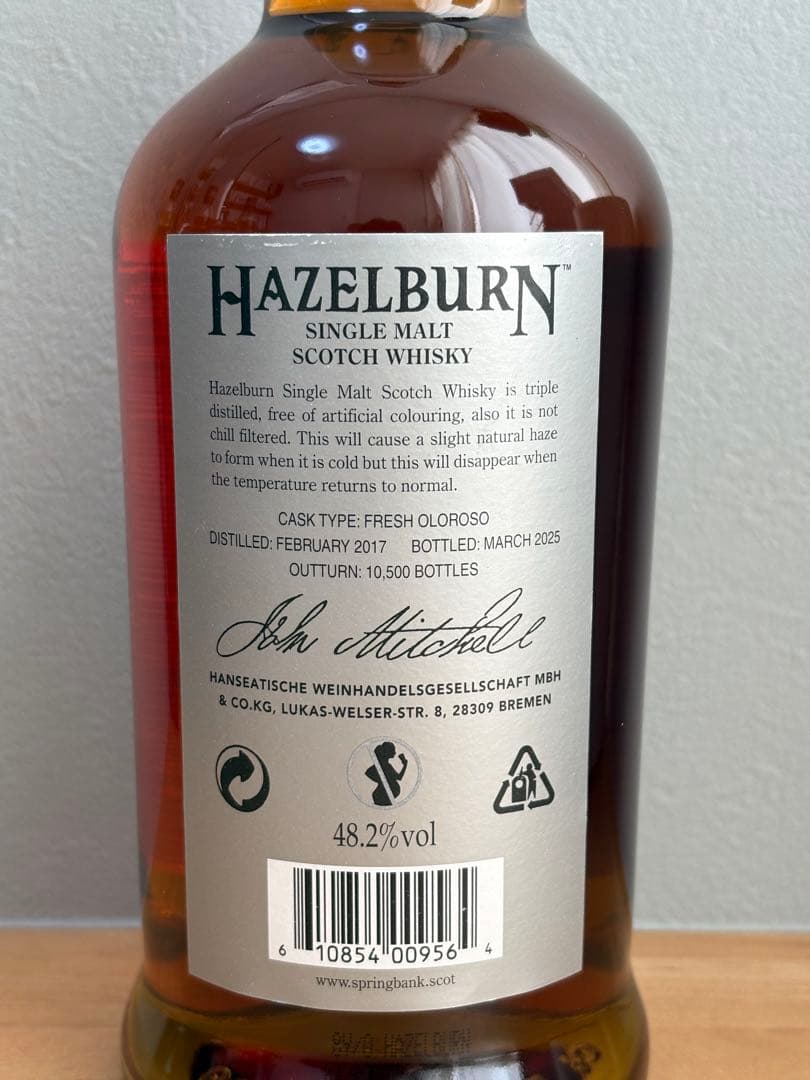 HAZELBURN™
SINGLE MALT
SCOTCH WHISKY
Hazelburn Single Malt Scotch Whisky is triple
distilled, free of artificial colouring, also it is not
chill filtered. This will cause a slight natural haze
to form when it is cold but this will disappear when
the temperature returns to normal.
CASK TYPE: FRESH OLOROSO
DISTILLED: FEBRUARY 2017 BOTTLED: MARCH 2025
OUTTURN: 10,500 BOTTLES
John Mitchell
HANSEATISCHE WEINHANDELSGESELLSCHAFT MBH
& CO.KG, LUKAS-WELSER-STR. 8, 28309 BREMEN
48.2%vol
6 10854 00956 4
www.springbank.scot
HAZELBURN